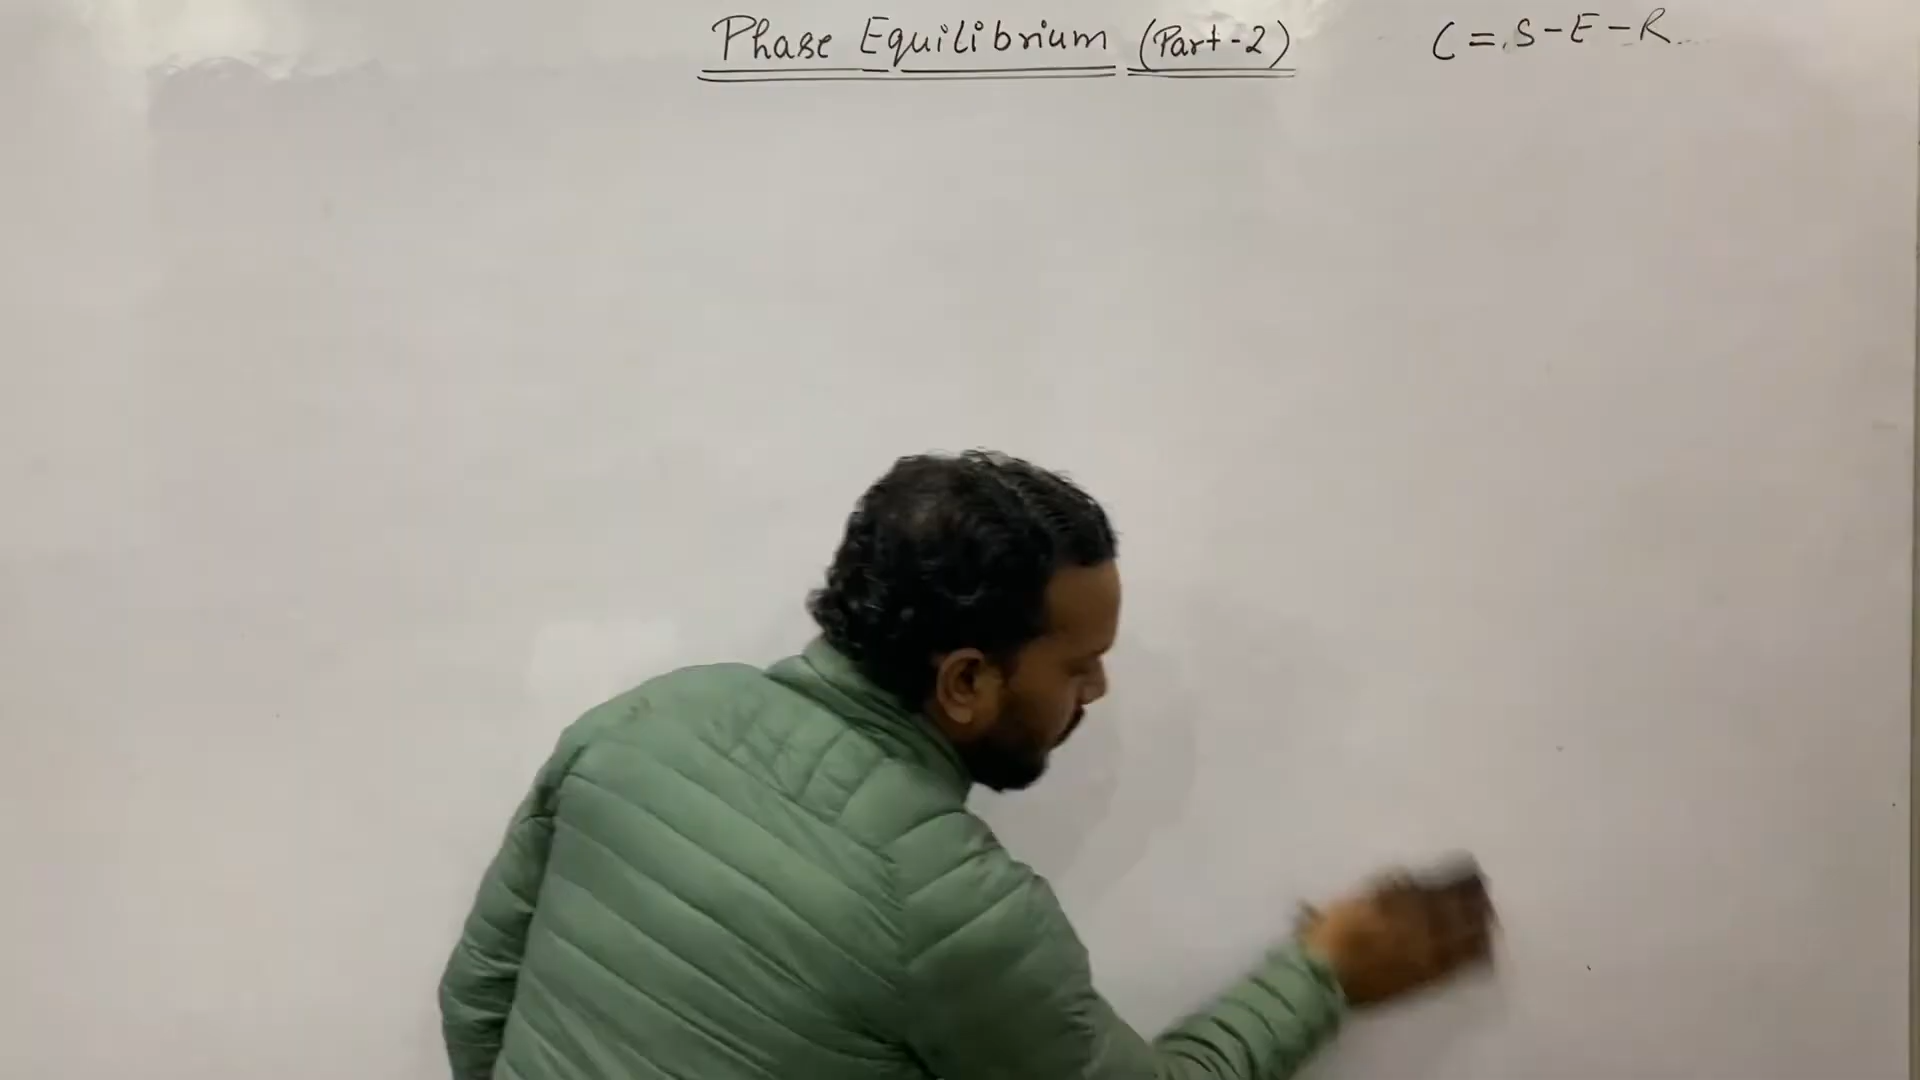 Phase Equilibrium (Part-2)
C = S - E - R